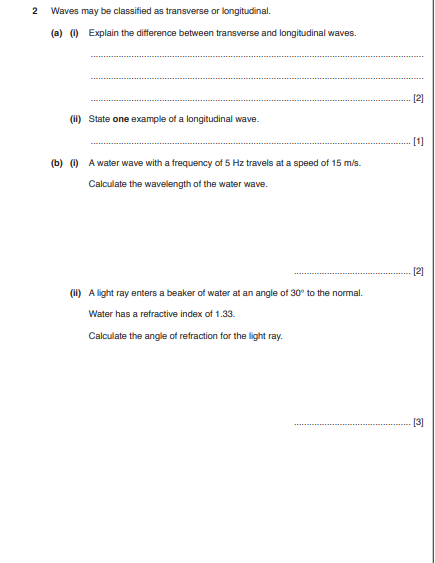 2 Waves may be classified as transverse or longitudinal.
(a) (i) Explain the difference between transverse and longitudinal waves.
[2]
(ii) State one example of a longitudinal wave.
[1]
(b) (i) A water wave with a frequency of 5 Hz travels at a speed of 15 m/s.
Calculate the wavelength of the water wave.
[2]
(ii) A light ray enters a beaker of water at an angle of 30° to the normal.
Water has a refractive index of 1.33.
Calculate the angle of refraction for the light ray.
[3]